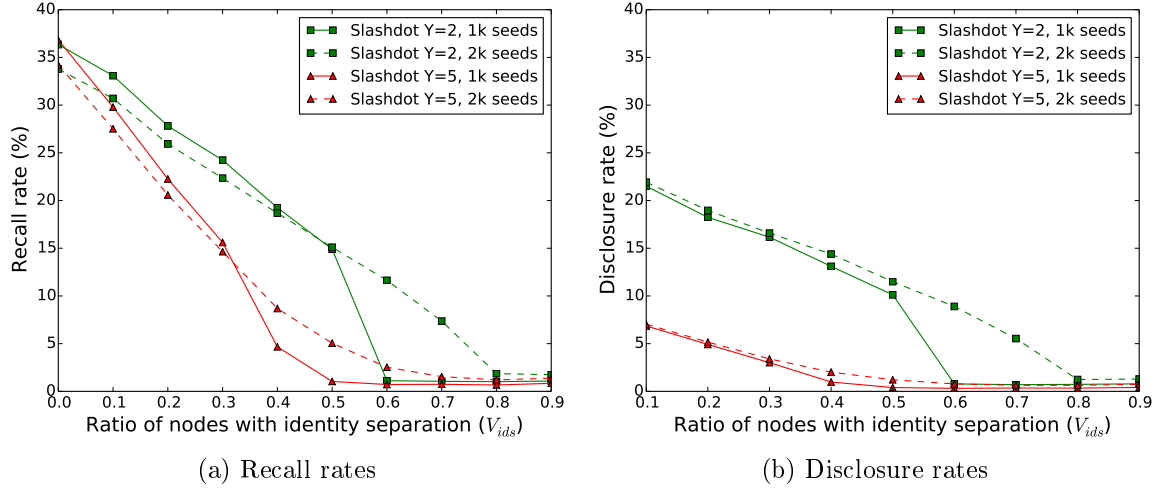 40
35
30
25
20
15
10
5
0
Recall rate (%)
Slashdot Y=2, 1k seeds
Slashdot Y=2, 2k seeds
Slashdot Y=5, 1k seeds
Slashdot Y=5, 2k seeds
0.0 0.1 0.2 0.3 0.4 0.5 0.6 0.7 0.8 0.9
Ratio of nodes with identity separation (V_ids)
(a) Recall rates
40
35
30
25
20
15
10
5
0
Disclosure rate (%)
Slashdot Y=2, 1k seeds
Slashdot Y=2, 2k seeds
Slashdot Y=5, 1k seeds
Slashdot Y=5, 2k seeds
0.1 0.2 0.3 0.4 0.5 0.6 0.7 0.8 0.9
Ratio of nodes with identity separation (V_ids)
(b) Disclosure rates